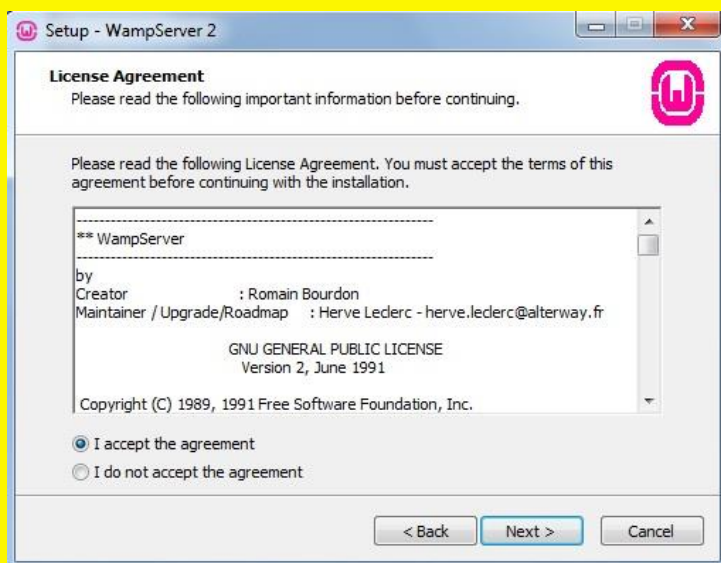 Setup - WampServer 2
License Agreement
Please read the following important information before continuing.
Please read the following License Agreement. You must accept the terms of this
agreement before continuing with the installation.
----------------------------------------------------------------
** WampServer
----------------------------------------------------------------
by
Creator : Romain Bourdon
Maintainer / Upgrade/Roadmap : Herve Leclerc - herve.leclerc@alterway.fr
GNU GENERAL PUBLIC LICENSE
Version 2, June 1991
Copyright (C) 1989, 1991 Free Software Foundation, Inc.
I accept the agreement
I do not accept the agreement
< Back Next > Cancel